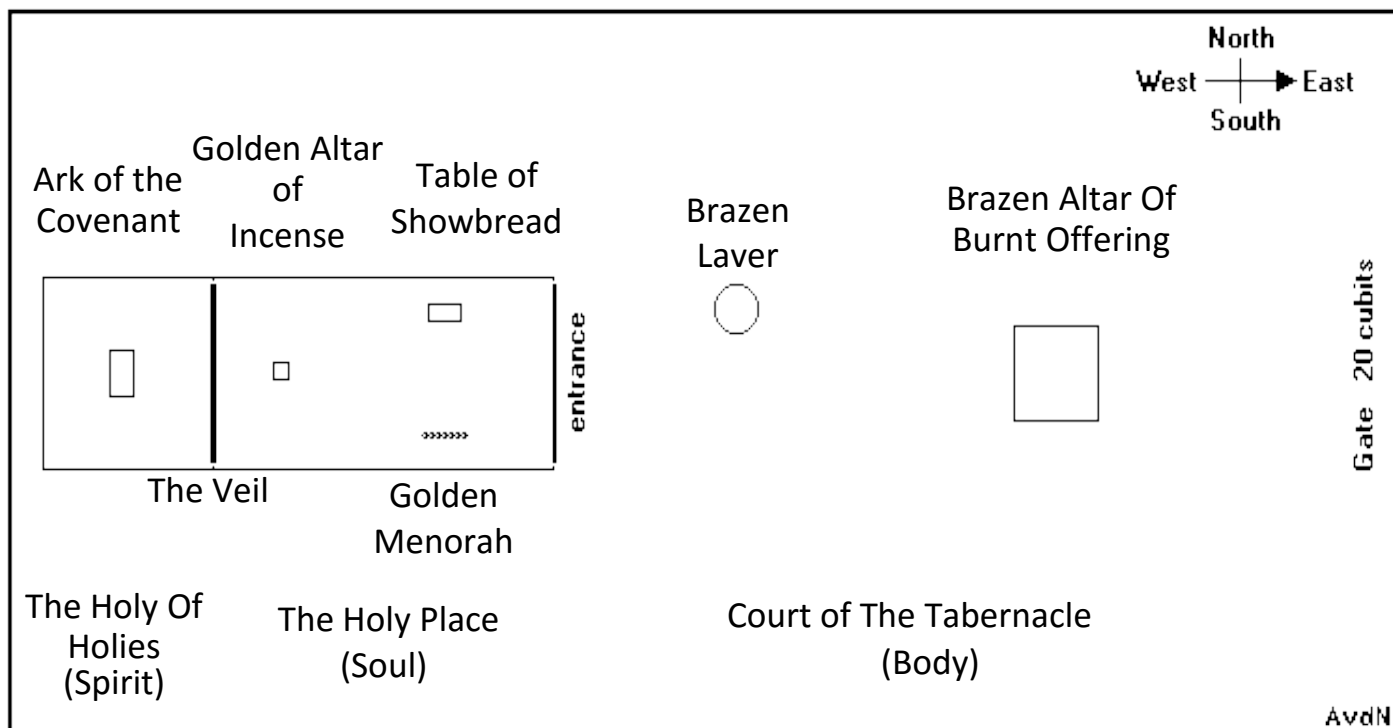 North
West
East
South
Ark of the
Covenant
Golden Altar
of
Incense
Table of
Showbread
Brazen
Laver
Brazen Altar Of
Burnt Offering
entrance
Gate 20 cubits
The Veil
Golden
Menorah
The Holy Of
Holies
(Spirit)
The Holy Place
(Soul)
Court of The Tabernacle
(Body)
AvdN